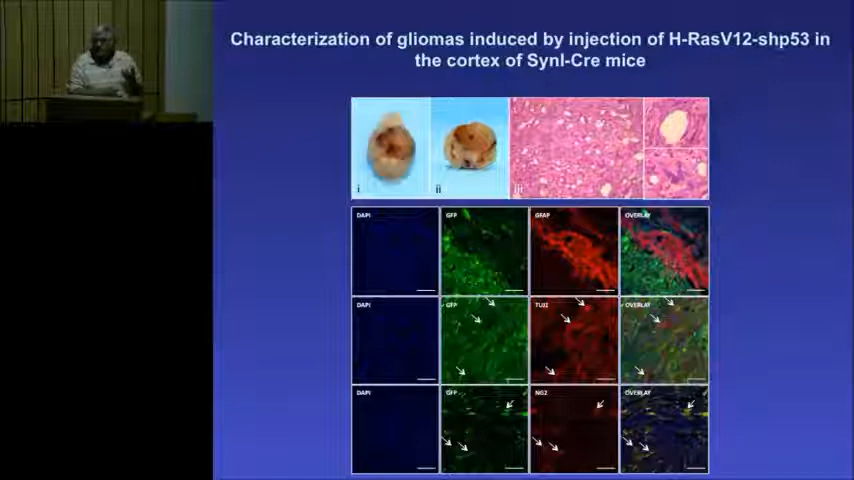 Characterization of gliomas induced by injection of H-RasV12-shp53 in
the cortex of SynI-Cre mice
i ii iii
DAPI GFP GFAP OVERLAY
DAPI GFP TUJ1 OVERLAY
DAPI GFP NG2 OVERLAY